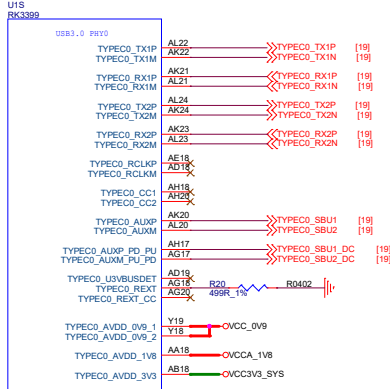 U1S
RK3399
USB3.0 PHY0
TYPEC0_TX1P AL22 TYPEC0_TX1P [19]
TYPEC0_TX1M AK22 TYPEC0_TX1N [19]
TYPEC0_RX1P AK21 TYPEC0_RX1P [19]
TYPEC0_RX1M AL21 TYPEC0_RX1N [19]
TYPEC0_TX2P AL24 TYPEC0_TX2P [19]
TYPEC0_TX2M AK24 TYPEC0_TX2N [19]
TYPEC0_RX2P AK23 TYPEC0_RX2P [19]
TYPEC0_RX2M AL23 TYPEC0_RX2N [19]
TYPEC0_RCLKP AE18
TYPEC0_RCLKM AD18
TYPEC0_CC1 AH18
TYPEC0_CC2 AH20
TYPEC0_AUXP AK20 TYPEC0_SBU1 [19]
TYPEC0_AUXM AL20 TYPEC0_SBU2 [19]
TYPEC0_AUXP_PD_PU AH17 TYPEC0_SBU1_DC [19]
TYPEC0_AUXM_PU_PD AG17 TYPEC0_SBU2_DC [19]
TYPEC0_U3VBUSDET AD19
TYPEC0_REXT AG18 R20 R0402
TYPEC0_REXT_CC AG20 499R_1%
TYPEC0_AVDD_0V9_1 Y19 VCC_0V9
TYPEC0_AVDD_0V9_2 Y18
TYPEC0_AVDD_1V8 AA18 VCCA_1V8
TYPEC0_AVDD_3V3 AB18 VCC3V3_SYS